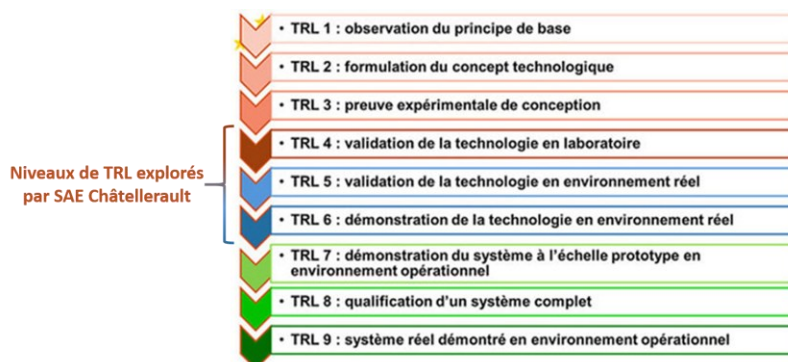 • TRL 1 : observation du principe de base
• TRL 2 : formulation du concept technologique
• TRL 3 : preuve expérimentale de conception
Niveaux de TRL explorés
par SAE Châtellerault
• TRL 4 : validation de la technologie en laboratoire
• TRL 5 : validation de la technologie en environnement réel
• TRL 6 : démonstration de la technologie en environnement réel
• TRL 7 : démonstration du système à l'échelle prototype en
environnement opérationnel
• TRL 8 : qualification d'un système complet
• TRL 9 : système réel démontré en environnement opérationnel